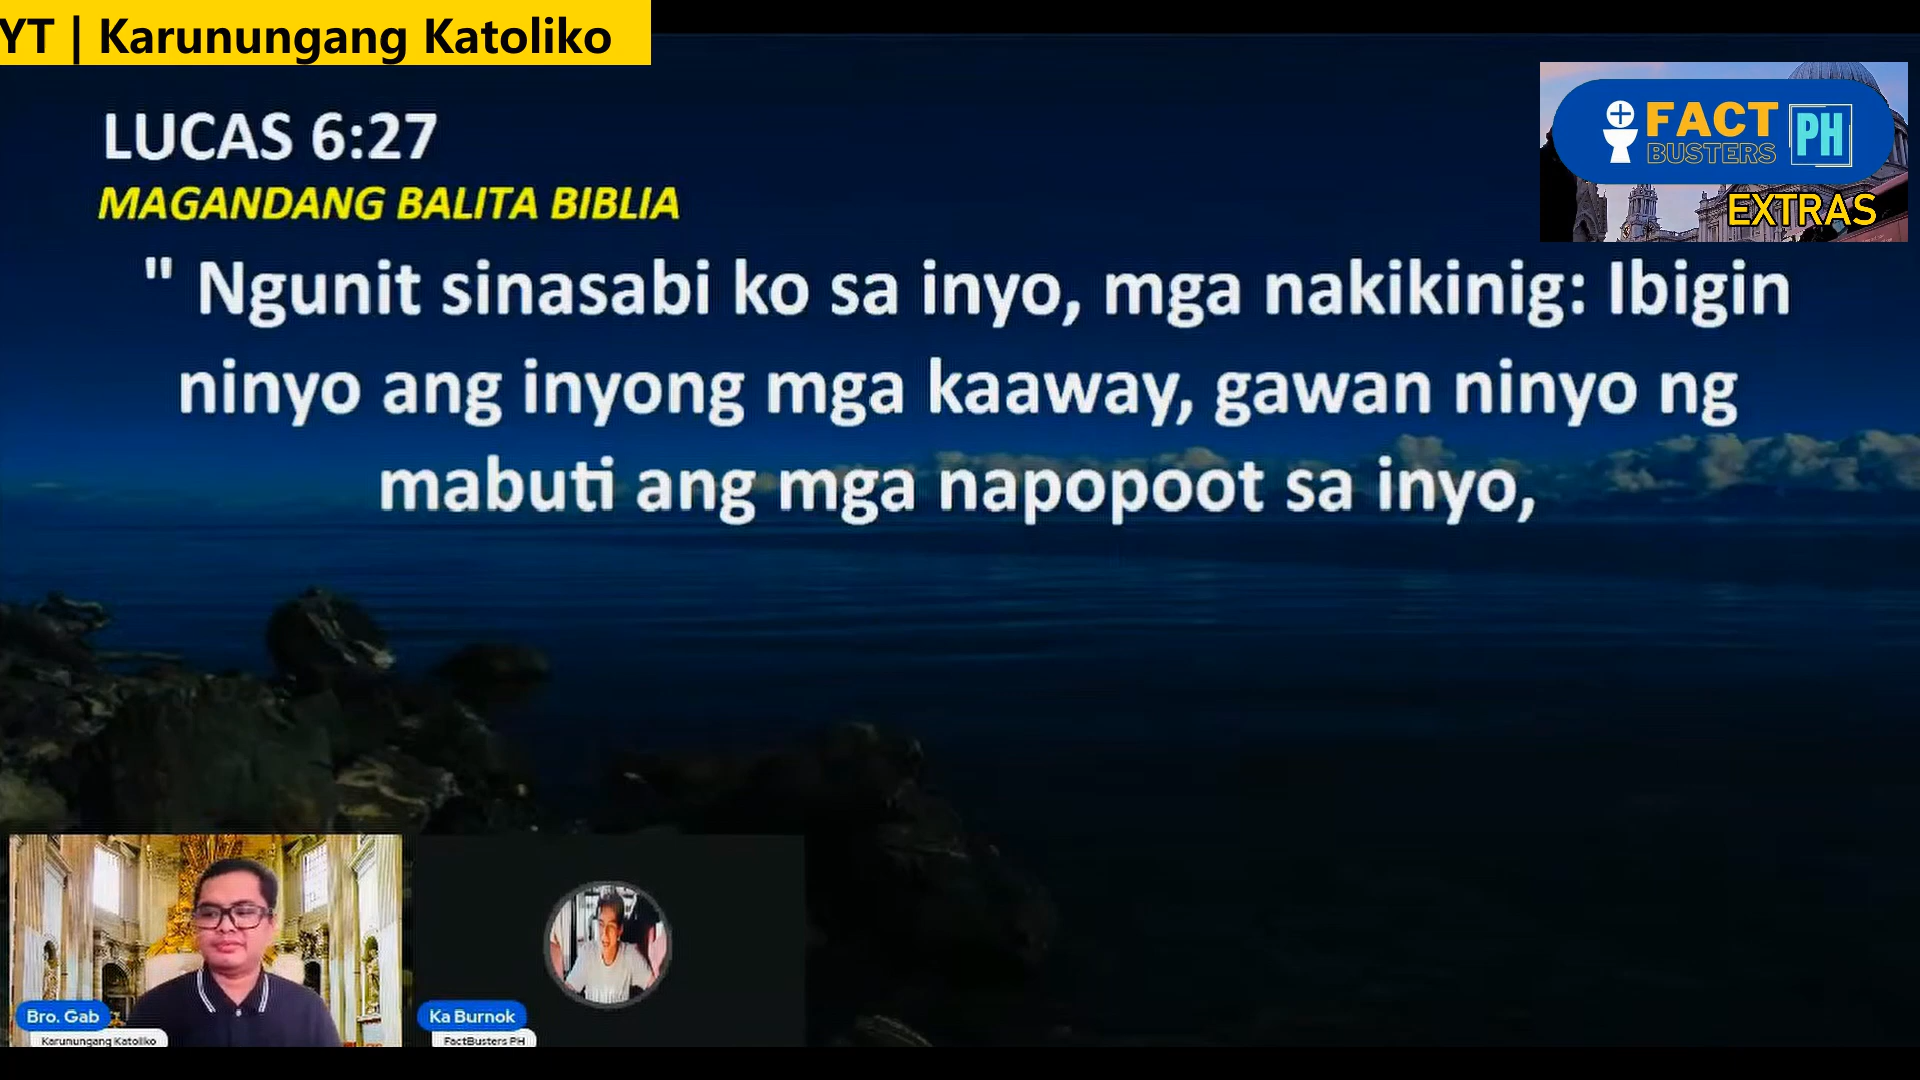 YT | Karunungang Katoliko
LUCAS 6:27
MAGANDANG BALITA BIBLIA
" Ngunit sinasabi ko sa inyo, mga nakikinig: Ibigin
ninyo ang inyong mga kaaway, gawan ninyo ng
mabuti ang mga napopoot sa inyo,
FACT
BUSTERS
PH
EXTRAS
Bro. Gab
Karunungang Katoliko
Ka Burnok
FactBusters PH